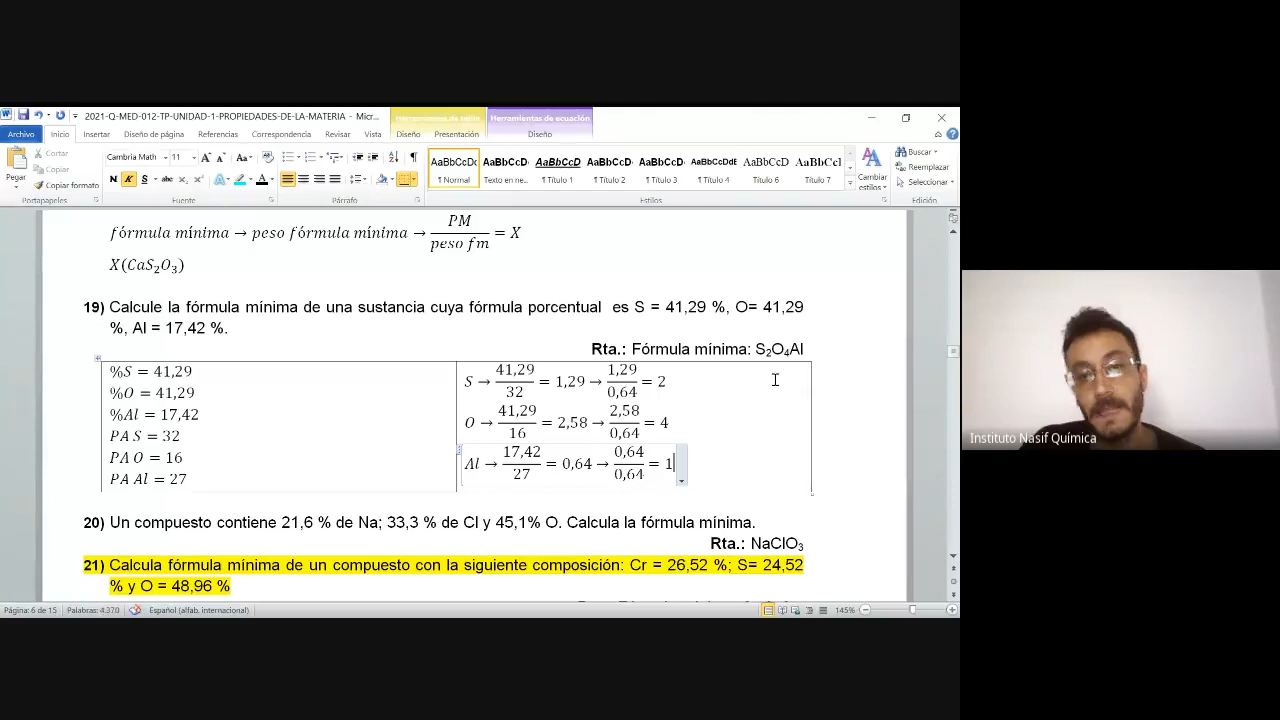 2021-Q-MED-012-TP-UNIDAD-1-PROPIEDADES-DE-LA-MATERIA - Micr...
Herramientas de ecuación
Archivo Inicio Insertar Diseño de página Referencias Correspondencia Revisar Vista Diseño Presentación Diseño
Pegar
Cortar
Copiar
Copiar formato
Cambria Math 11
AaBbCcDc AaBbCcD AaBbCcD AaBbCcD AaBbCcD AaBbCcDdE AaBbCcD AaBbCcl
¶ Normal Texto en ne... ¶ Título 1 ¶ Título 2 ¶ Título 3 ¶ Título 4 Título 6 ¶ Título 7
Cambiar estilos
Buscar
Reemplazar
Seleccionar
Portapapeles Fuente Párrafo Estilos Edición
fórmula mínima → peso fórmula mínima → PM / peso fm = X
X(CaS₂O₃)
19) Calcule la fórmula mínima de una sustancia cuya fórmula porcentual es S = 41,29 %, O= 41,29
%, Al = 17,42 %.
Rta.: Fórmula mínima: S₂O₄Al
%S = 41,29
%O = 41,29
%Al = 17,42
PA S = 32
PA O = 16
PA Al = 27
S → 41,29 / 32 = 1,29 → 1,29 / 0,64 = 2
O → 41,29 / 16 = 2,58 → 2,58 / 0,64 = 4
Al → 17,42 / 27 = 0,64 → 0,64 / 0,64 = 1
20) Un compuesto contiene 21,6 % de Na; 33,3 % de Cl y 45,1% O. Calcula la fórmula mínima.
Rta.: NaClO₃
21) Calcula fórmula mínima de un compuesto con la siguiente composición: Cr = 26,52 %; S= 24,52
% y O = 48,96 %
Página: 6 de 15 Palabras: 4.370 Español (alfab. internacional) 145%
Instituto Nasif Química